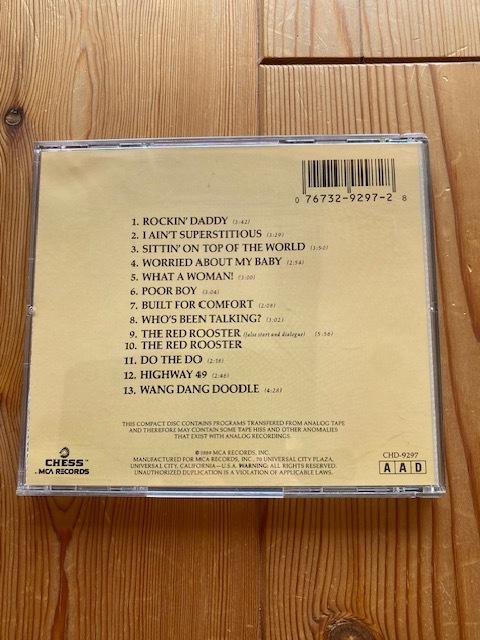 0 76732-9297-2 8
1. ROCKIN' DADDY (3:42)
2. I AIN'T SUPERSTITIOUS (3:29)
3. SITTIN' ON TOP OF THE WORLD (3:50)
4. WORRIED ABOUT MY BABY (2:54)
5. WHAT A WOMAN! (3:00)
6. POOR BOY (3:04)
7. BUILT FOR COMFORT (2:08)
8. WHO'S BEEN TALKING? (3:02)
9. THE RED ROOSTER (false start and dialogue) (5:56)
10. THE RED ROOSTER
11. DO THE DO (2:18)
12. HIGHWAY 49 (2:46)
13. WANG DANG DOODLE (4:28)
THIS COMPACT DISC CONTAINS PROGRAMS TRANSFERRED FROM ANALOG TAPE
AND THEREFORE MAY CONTAIN SOME TAPE HISS AND OTHER ANOMALIES
THAT EXIST WITH ANALOG RECORDINGS.
© 1989 MCA RECORDS, INC.
MANUFACTURED FOR MCA RECORDS, INC., 70 UNIVERSAL CITY PLAZA,
UNIVERSAL CITY, CALIFORNIA—U.S.A. WARNING: ALL RIGHTS RESERVED.
UNAUTHORIZED DUPLICATION IS A VIOLATION OF APPLICABLE LAWS.
CHESS™
MCA RECORDS
CHD-9297
A A D